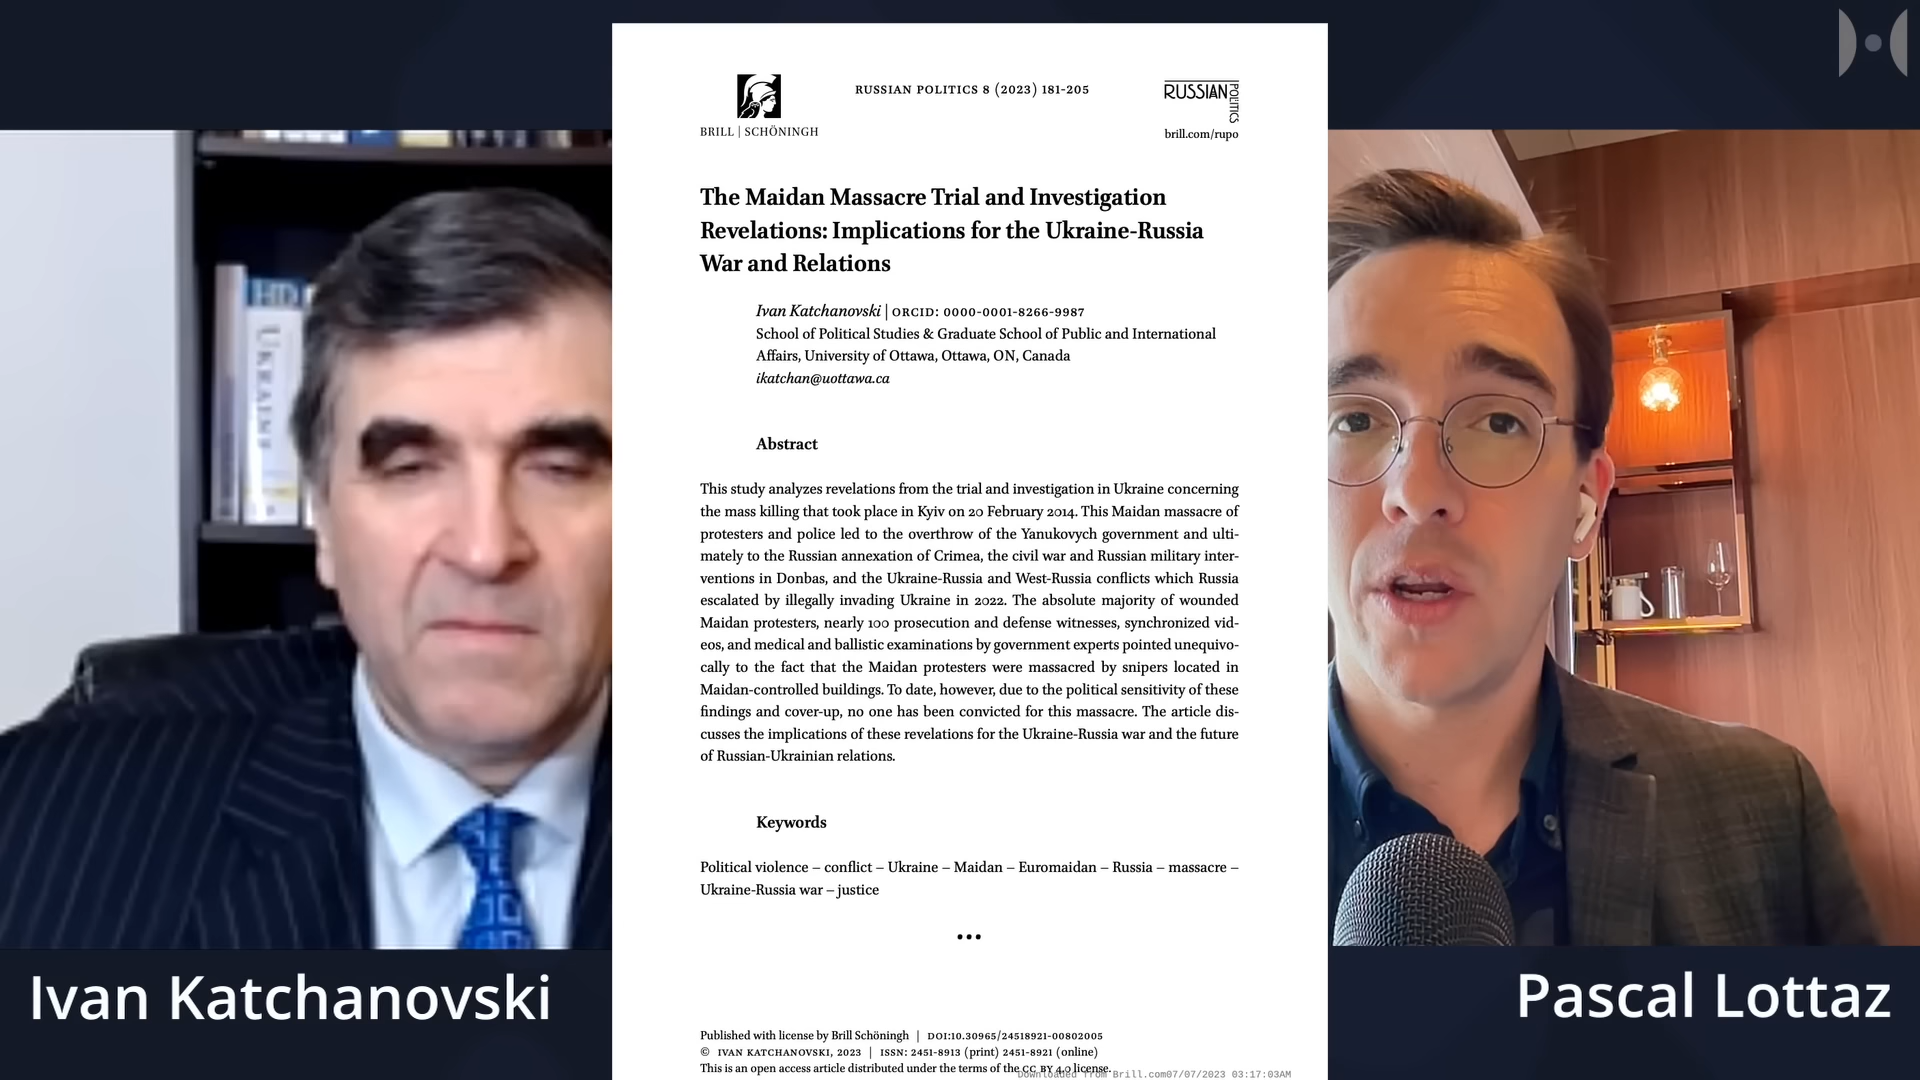 BRILL | SCHÖNINGH
RUSSIAN POLITICS 8 (2023) 181-205
RUSSIAN
POLITICS
brill.com/rupo
The Maidan Massacre Trial and Investigation
Revelations: Implications for the Ukraine-Russia
War and Relations
Ivan Katchanovski | ORCID: 0000-0001-8266-9987
School of Political Studies & Graduate School of Public and International
Affairs, University of Ottawa, Ottawa, ON, Canada
ikatchan@uottawa.ca
Abstract
This study analyzes revelations from the trial and investigation in Ukraine concerning
the mass killing that took place in Kyiv on 20 February 2014. This Maidan massacre of
protesters and police led to the overthrow of the Yanukovych government and ulti-
mately to the Russian annexation of Crimea, the civil war and Russian military inter-
ventions in Donbas, and the Ukraine-Russia and West-Russia conflicts which Russia
escalated by illegally invading Ukraine in 2022. The absolute majority of wounded
Maidan protesters, nearly 100 prosecution and defense witnesses, synchronized vid-
eos, and medical and ballistic examinations by government experts pointed unequivo-
cally to the fact that the Maidan protesters were massacred by snipers located in
Maidan-controlled buildings. To date, however, due to the political sensitivity of these
findings and cover-up, no one has been convicted for this massacre. The article dis-
cusses the implications of these revelations for the Ukraine-Russia war and the future
of Russian-Ukrainian relations.
Keywords
Political violence – conflict – Ukraine – Maidan – Euromaidan – Russia – massacre –
Ukraine-Russia war – justice
•••
Published with license by Brill Schöningh | DOI:10.30965/24518921-00802005
© IVAN KATCHANOVSKI, 2023 | ISSN: 2451-8913 (print) 2451-8921 (online)
This is an open access article distributed under the terms of the CC BY 4.0 license.
Downloaded from Brill.com07/07/2023 03:17:03AM
HD
UKRAINE
Ivan Katchanovski
Pascal Lottaz